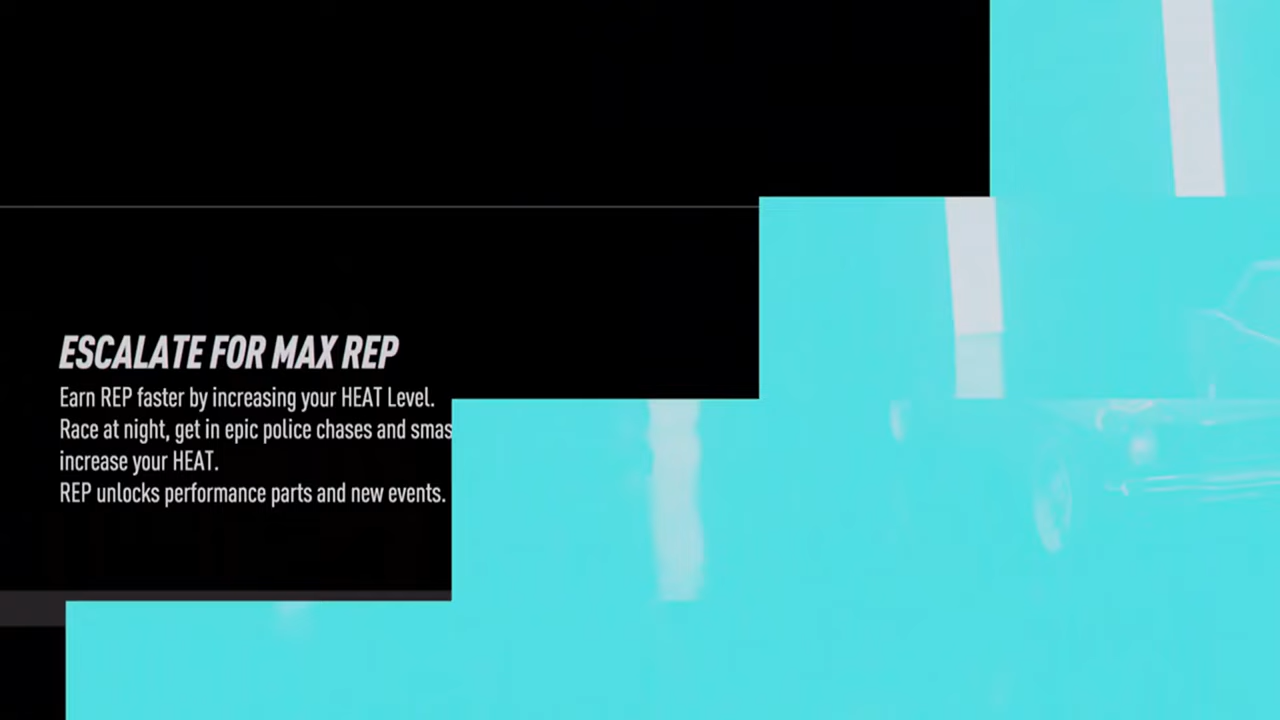 ESCALATE FOR MAX REP
Earn REP faster by increasing your HEAT Level.
Race at night, get in epic police chases and
increase your HEAT.
REP unlocks performance parts and new events.